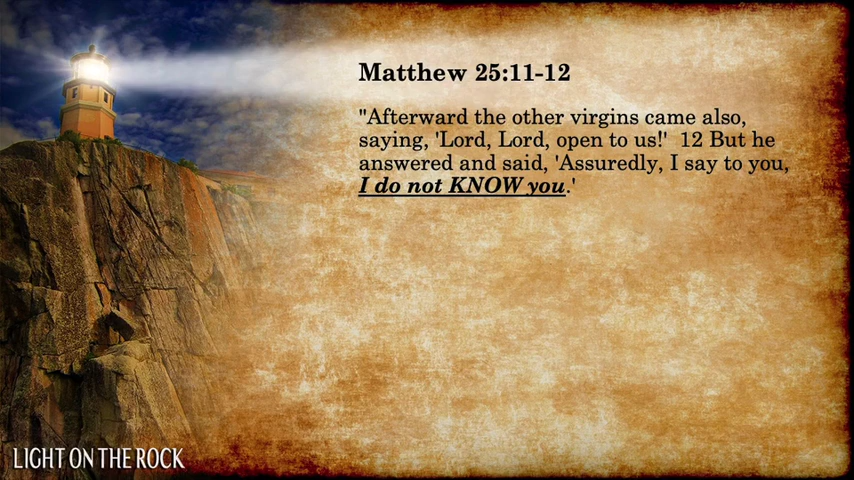 Matthew 25:11-12
"Afterward the other virgins came also,
saying, 'Lord, Lord, open to us!'  12 But he
answered and said, 'Assuredly, I say to you,
I do not KNOW you.'
LIGHT ON THE ROCK